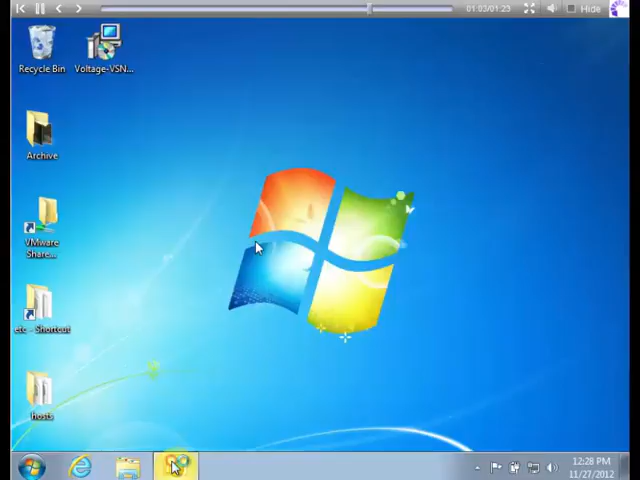 01:03/01:23
Hide
Recycle Bin
Voltage-VSN...
Archive
VMware
Share...
etc - Shortcut
hosts
12:28 PM
11/27/2012